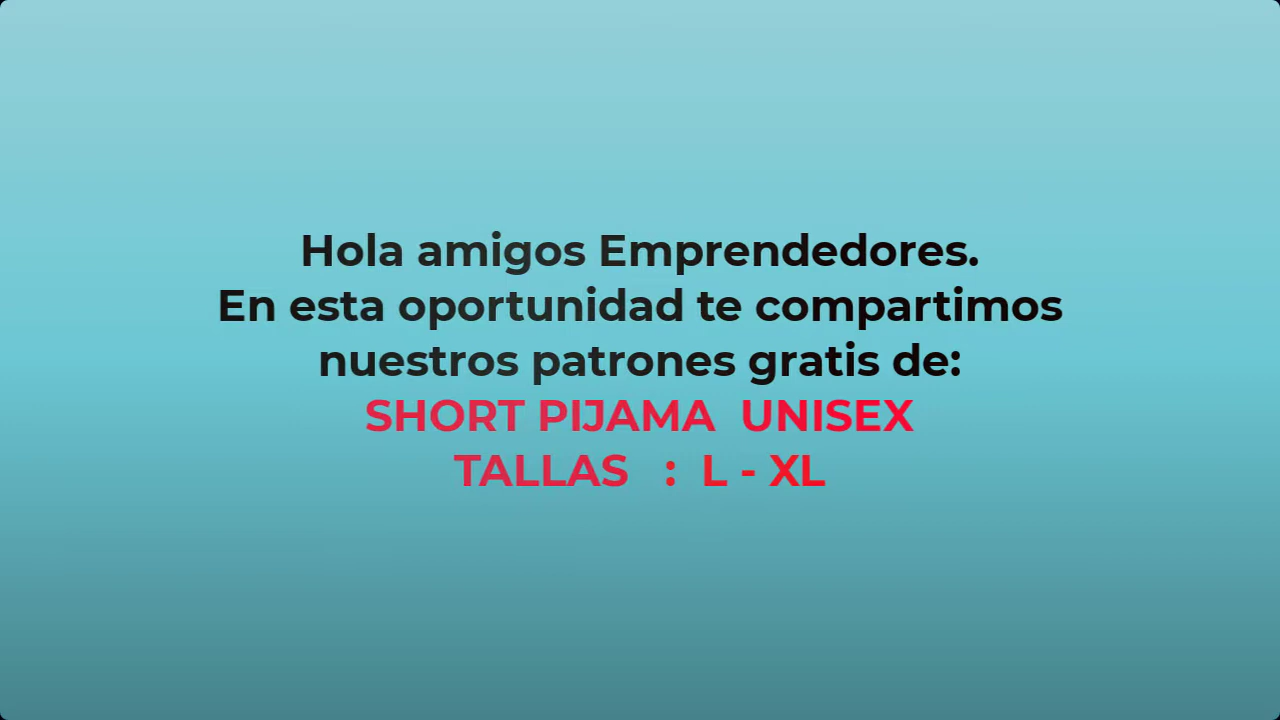 Hola amigos Emprendedores.
En esta oportunidad te compartimos
nuestros patrones gratis de:
SHORT PIJAMA  UNISEX
TALLAS   :  L - XL